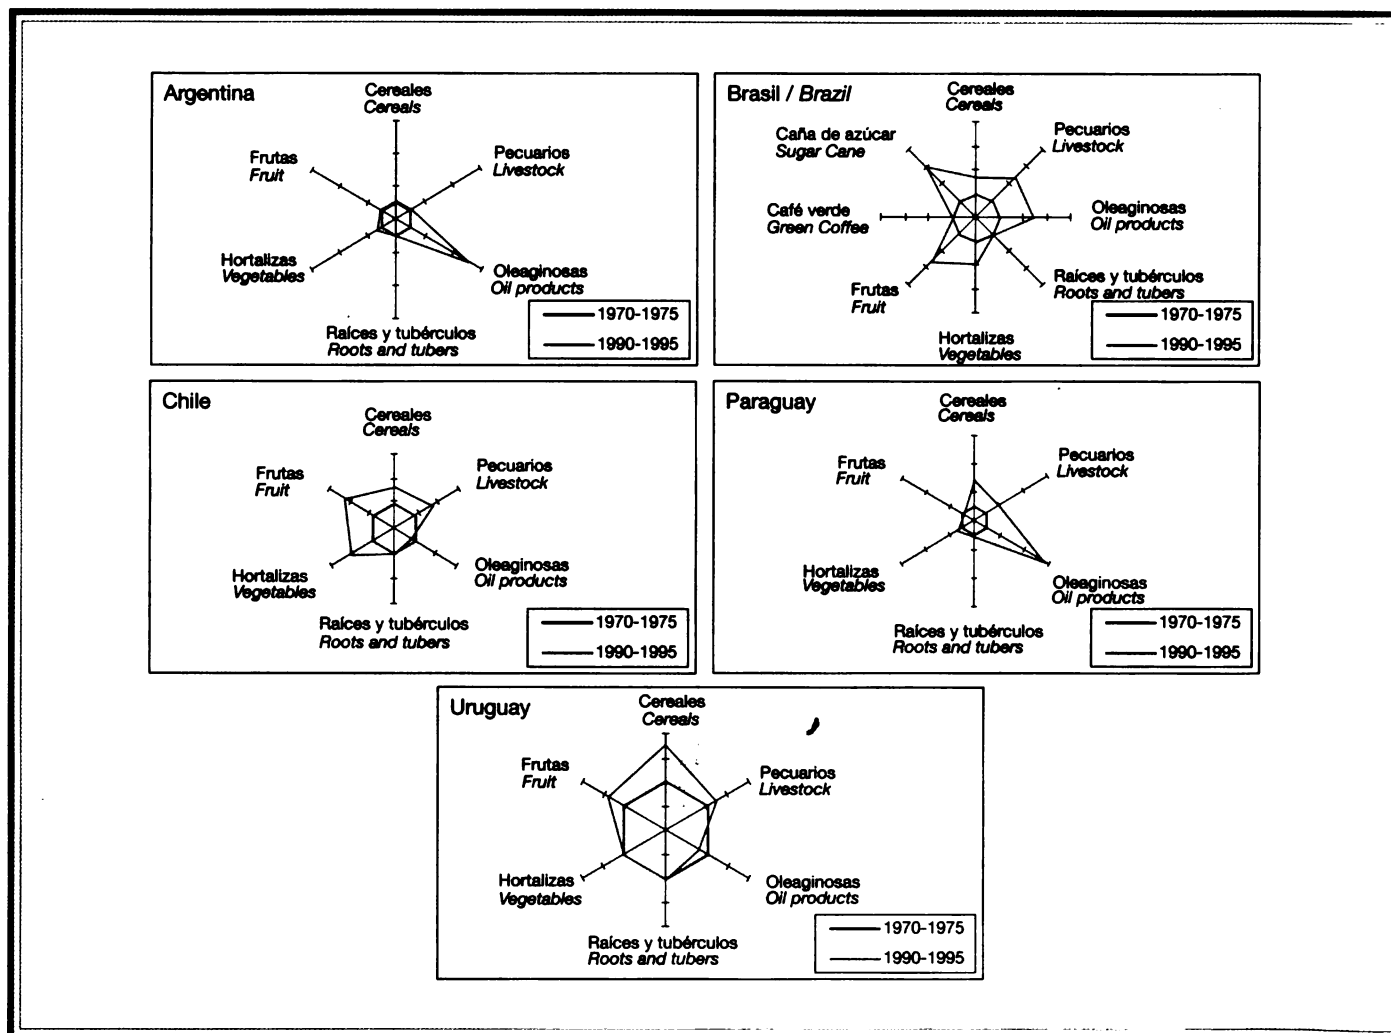 Argentina
Cereales
Cereals
Frutas
Fruit
Pecuarios
Livestock
Hortalizas
Vegetables
Oleaginosas
Oil products
Raíces y tubérculos
Roots and tubers
1970-1975
1990-1995
Brasil / Brazil
Cereales
Cereals
Caña de azúcar
Sugar Cane
Pecuarios
Livestock
Café verde
Green Coffee
Oleaginosas
Oil products
Frutas
Fruit
Raíces y tubérculos
Roots and tubers
Hortalizas
Vegetables
1970-1975
1990-1995
Chile
Cereales
Cereals
Frutas
Fruit
Pecuarios
Livestock
Hortalizas
Vegetables
Oleaginosas
Oil products
Raíces y tubérculos
Roots and tubers
1970-1975
1990-1995
Paraguay
Cereales
Cereals
Frutas
Fruit
Pecuarios
Livestock
Hortalizas
Vegetables
Oleaginosas
Oil products
Raíces y tubérculos
Roots and tubers
1970-1975
1990-1995
Uruguay
Cereales
Cereals
Frutas
Fruit
Pecuarios
Livestock
Hortalizas
Vegetables
Oleaginosas
Oil products
Raíces y tubérculos
Roots and tubers
1970-1975
1990-1995